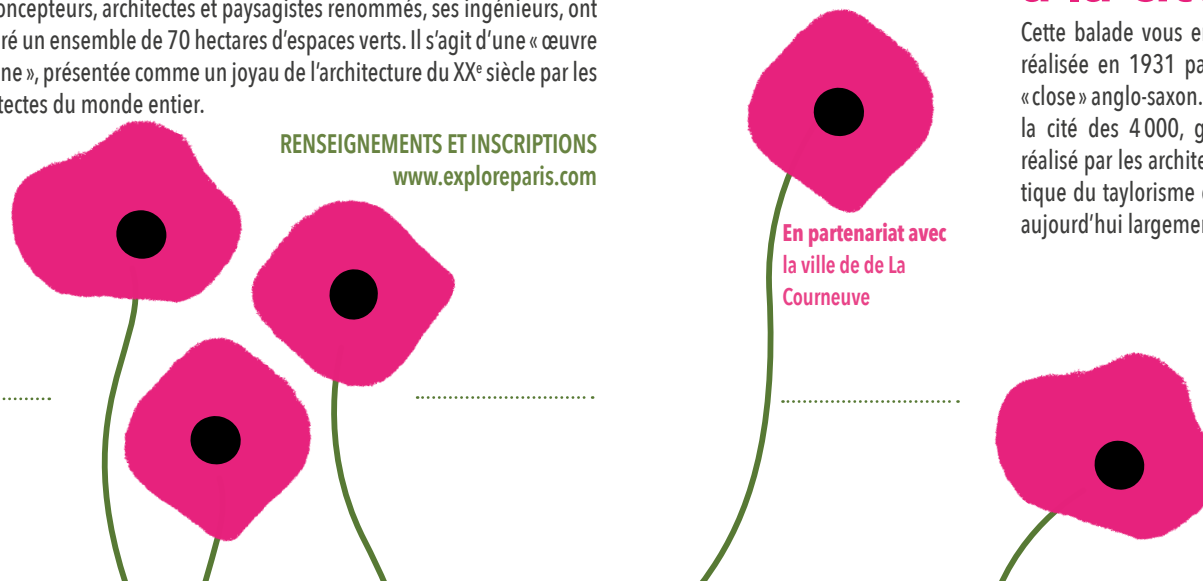 oncepteurs, architectes et paysagistes renommés, ses ingénieurs, ont
ré un ensemble de 70 hectares d'espaces verts. Il s'agit d'une « œuvre
ne », présentée comme un joyau de l'architecture du XXe siècle par les
tectes du monde entier.
RENSEIGNEMENTS ET INSCRIPTIONS
www.exploreparis.com
En partenariat avec
la ville de de La
Courneuve
Cette balade vous e
réalisée en 1931 pa
«close» anglo-saxon.
la cité des 4 000, g
réalisé par les archite
tique du taylorisme
aujourd'hui largeme